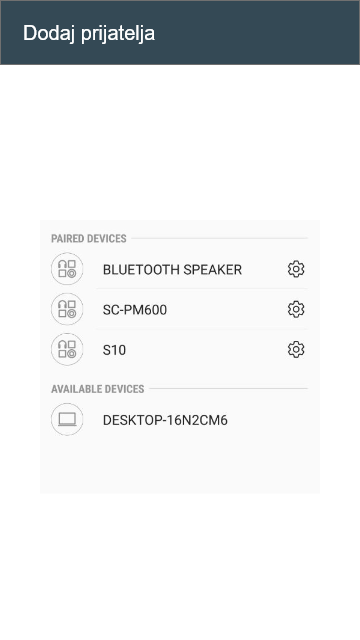 Dodaj prijatelja
PAIRED DEVICES
BLUETOOTH SPEAKER
SC-PM600
S10
AVAILABLE DEVICES
DESKTOP-16N2CM6